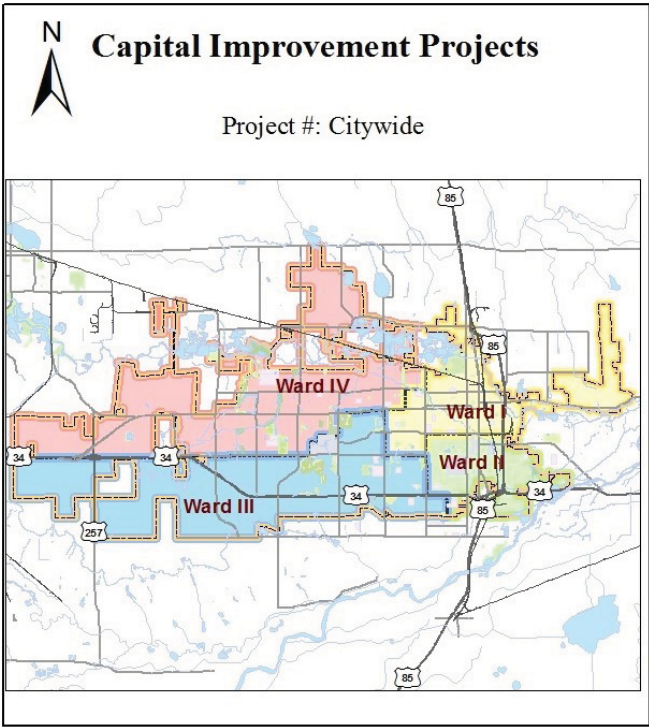 N
Capital Improvement Projects
Project #: Citywide
85
85
Ward IV
Ward I
34
34
Ward II
Ward III
34
34
85
257
85